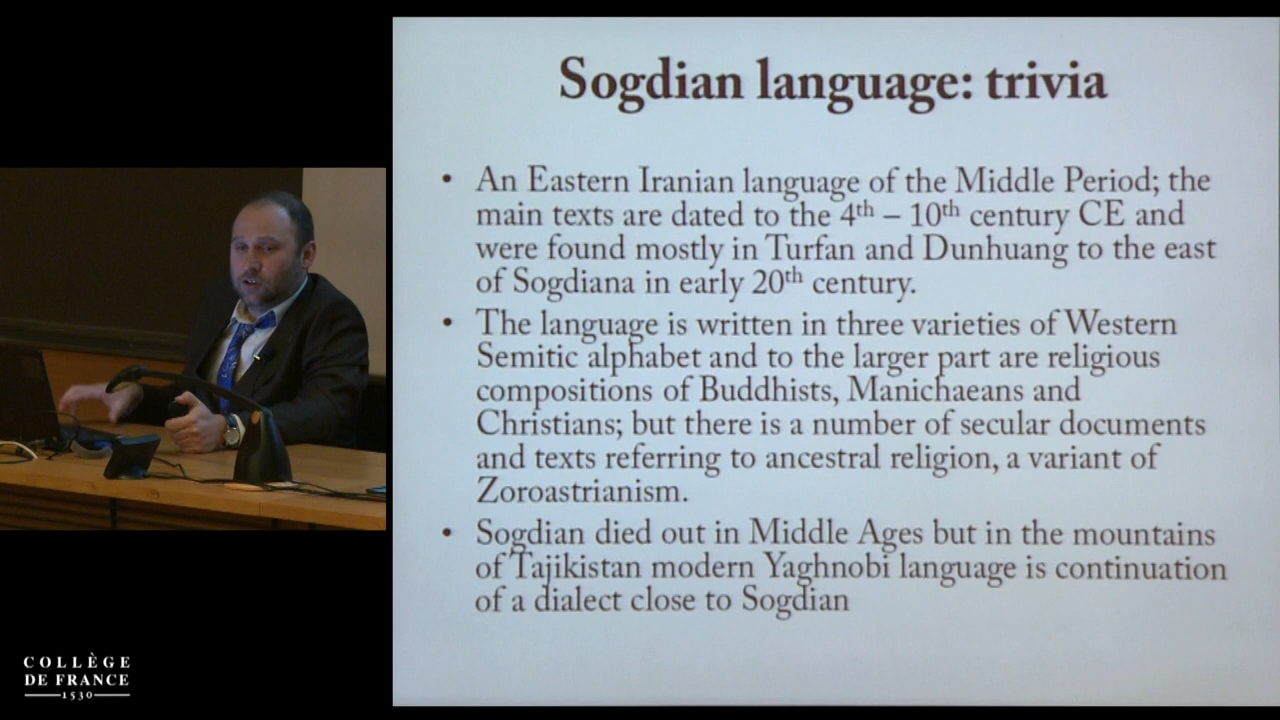 Sogdian language: trivia
• An Eastern Iranian language of the Middle Period; the
main texts are dated to the 4th – 10th century CE and
were found mostly in Turfan and Dunhuang to the east
of Sogdiana in early 20th century.
• The language is written in three varieties of Western
Semitic alphabet and to the larger part are religious
compositions of Buddhists, Manichaeans and
Christians; but there is a number of secular documents
and texts referring to ancestral religion, a variant of
Zoroastrianism.
• Sogdian died out in Middle Ages but in the mountains
of Tajikistan modern Yaghnobi language is continuation
of a dialect close to Sogdian
COLLÈGE
DE FRANCE
1530